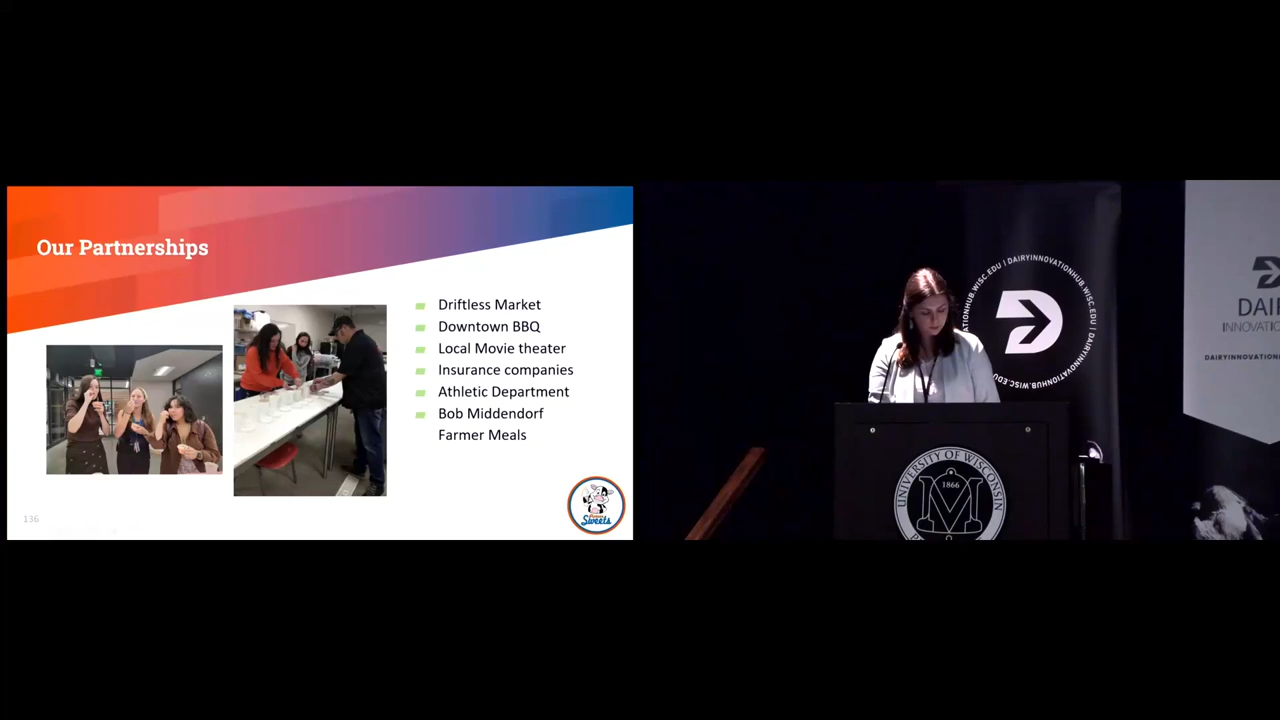 Our Partnerships
Driftless Market
Downtown BBQ
Local Movie theater
Insurance companies
Athletic Department
Bob Middendorf
Farmer Meals
136
Sweets
DAIRYINNOVATIONHUB.WISC.EDU | DAIRYINNOVATIONHUB.WISC.EDU
UNIVERSITY OF WISCONSIN
1866
M
DAI
INNOVATIO
DAIRYINNOVATION